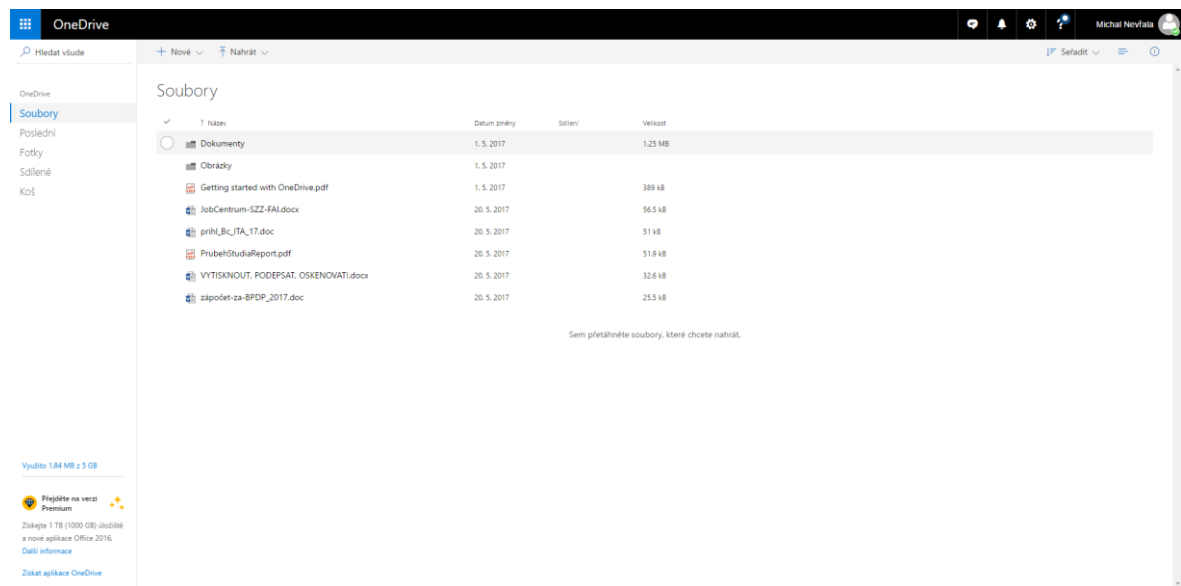 OneDrive
Michal Nevřala
Hledat všude
Nové
Nahrát
Seřadit
OneDrive
Soubory
Poslední
Fotky
Sdílené
Koš
Soubory
Název Datum změny Sdílení Velikost
Dokumenty 1. 5. 2017 1.25 MB
Obrázky 1. 5. 2017
Getting started with OneDrive.pdf 1. 5. 2017 389 kB
JobCentrum-SZZ-FAI.docx 20. 5. 2017 56.5 kB
prihl_Bc_ITA_17.doc 20. 5. 2017 51 kB
PrubehStudiaReport.pdf 20. 5. 2017 51.9 kB
VYTISKNOUT, PODEPSAT, OSKENOVAT!.docx 20. 5. 2017 32.6 kB
zápočet-za-BPDP_2017.doc 20. 5. 2017 25.5 kB
Sem přetáhněte soubory, které chcete nahrát.
Využito 1.84 MB z 5 GB
Přejděte na verzi
Premium
Získejte 1 TB (1000 GB) úložiště
a nové aplikace Office 2016.
Další informace
Získat aplikace OneDrive